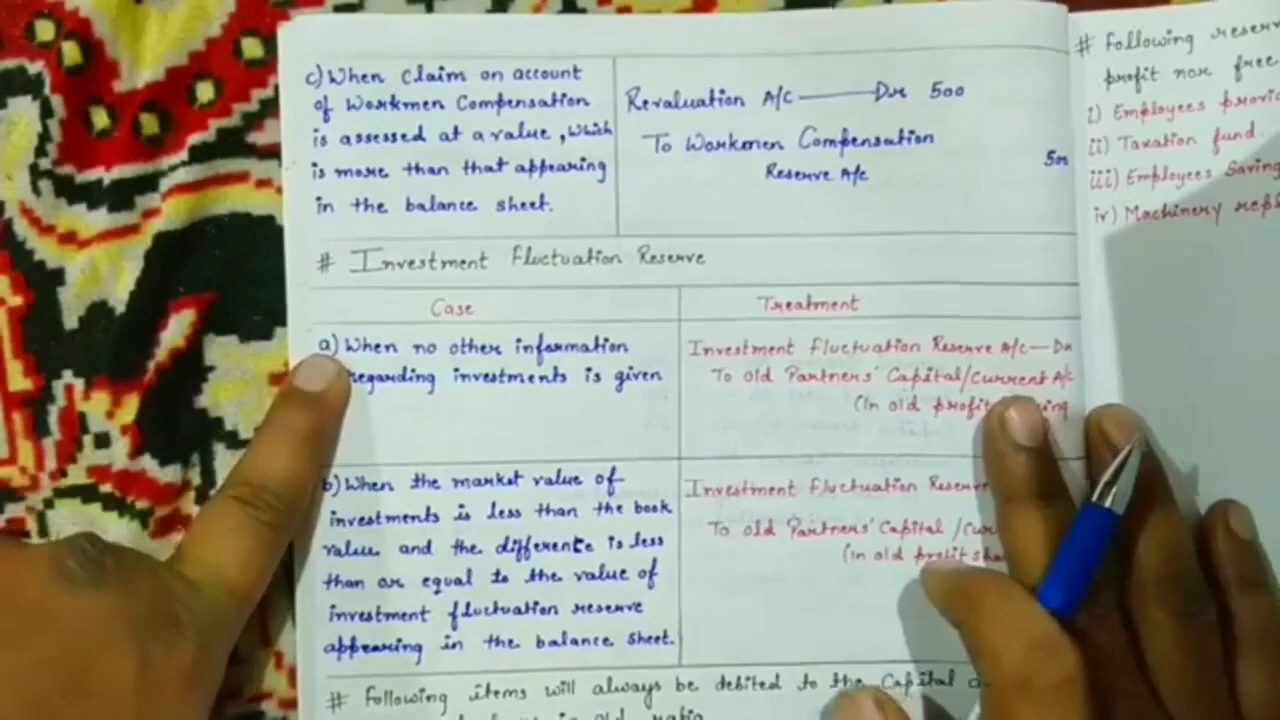 c) When claim on account
of Workmen Compensation
is assessed at a value, which
is more than that appearing
in the balance sheet.
Revaluation A/c —— Dr 500
To Workmen Compensation
Reserve A/c
500
# Investment Fluctuation Reserve
Case
Treatment
a) When no other information
regarding investments is given
Investment Fluctuation Reserve A/c — Dr
To Old Partners' Capital/Current A/c
(In old profit
b) When the market value of
investments is less than the book
value and the difference is less
than or equal to the value of
investment fluctuation reserve
appearing in the balance sheet.
Investment Fluctuation Reserve
To Old Partners' Capital /
(In old profit
# Following items will always be debited to the Capital
in old ratio
# Following
profit nor free
i) Employees
ii) Taxation fund.
iii) Employees Saving
iv) Machinery